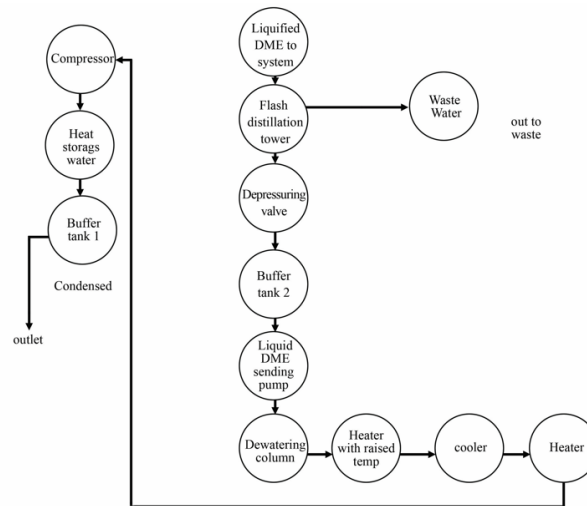 Liquified
DME to
system
Compressor
Flash
distillation
tower
Waste
Water
out to
waste
Heat
storags
water
Depressuring
valve
Buffer
tank 1
Condensed
Buffer
tank 2
outlet
Liquid
DME
sending
pump
Dewatering
column
Heater
with raised
temp
cooler
Heater